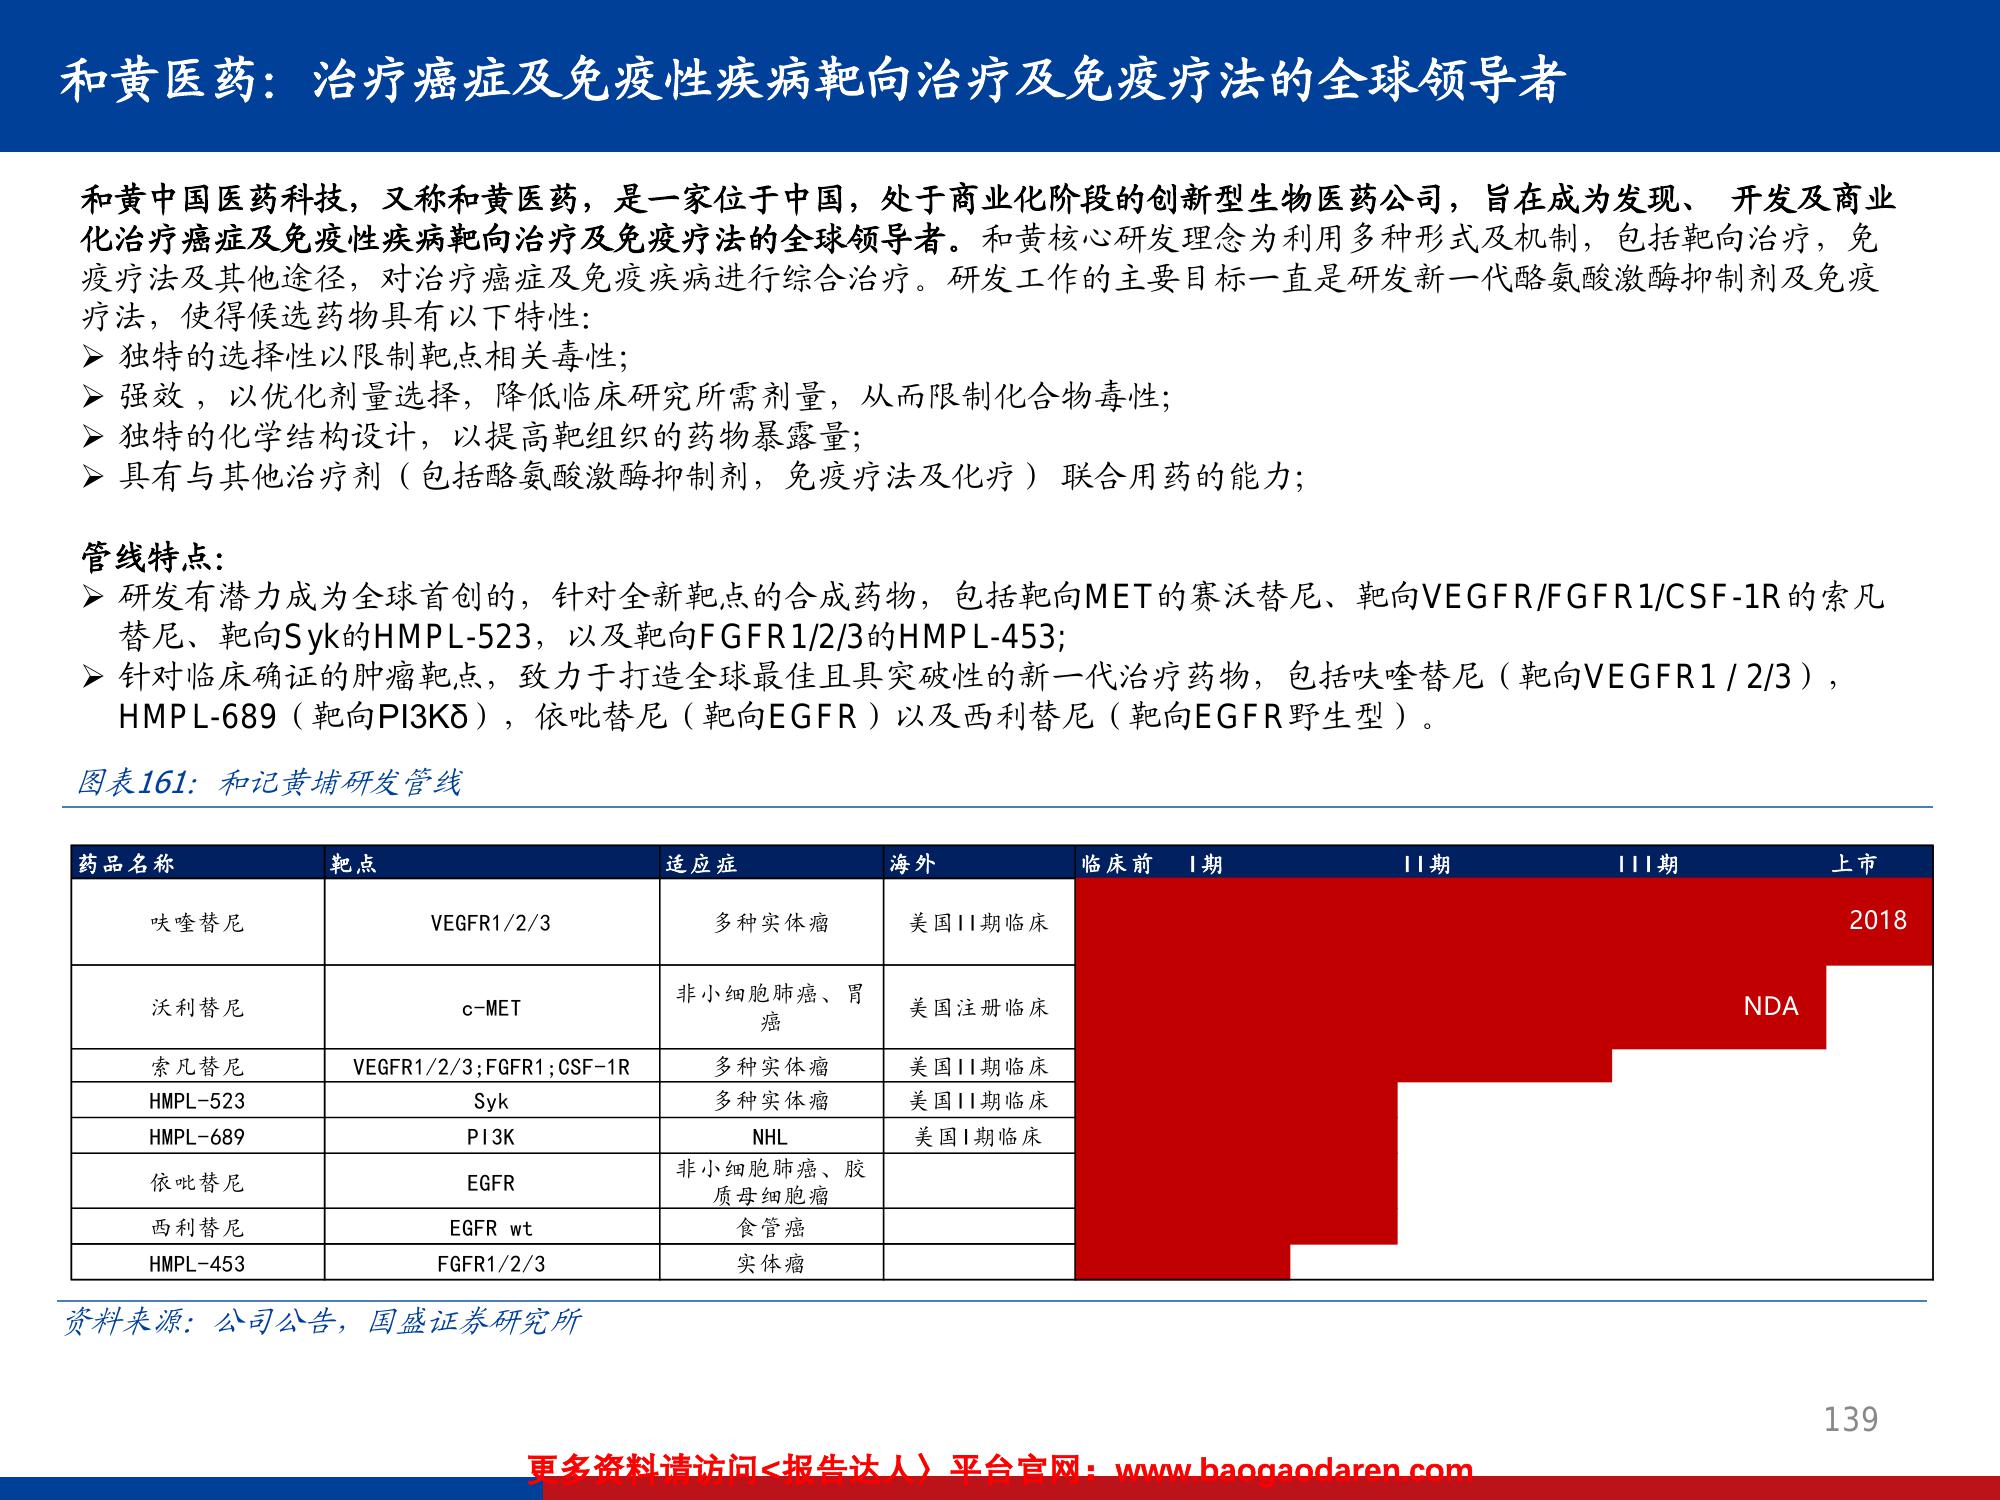 和黄医药：治疗癌症及免疫性疾病靶向治疗及免疫疗法的全球领导者
和黄中国医药科技，又称和黄医药，是一家位于中国，处于商业化阶段的创新型生物医药公司，旨在成为发现、 开发及商业
化治疗癌症及免疫性疾病靶向治疗及免疫疗法的全球领导者。和黄核心研发理念为利用多种形式及机制，包括靶向治疗，免
疫疗法及其他途径，对治疗癌症及免疫疾病进行综合治疗。研发工作的主要目标一直是研发新一代酪氨酸激酶抑制剂及免疫
疗法，使得候选药物具有以下特性：
➢ 独特的选择性以限制靶点相关毒性；
➢ 强效 ，以优化剂量选择，降低临床研究所需剂量，从而限制化合物毒性；
➢ 独特的化学结构设计，以提高靶组织的药物暴露量；
➢ 具有与其他治疗剂（包括酪氨酸激酶抑制剂，免疫疗法及化疗） 联合用药的能力；
管线特点：
➢ 研发有潜力成为全球首创的，针对全新靶点的合成药物，包括靶向MET的赛沃替尼、靶向VEGFR/FGFR1/CSF-1R的索凡
替尼、靶向Syk的HMPL-523，以及靶向FGFR1/2/3的HMPL-453；
➢ 针对临床确证的肿瘤靶点，致力于打造全球最佳且具突破性的新一代治疗药物，包括呋喹替尼（靶向VEGFR1 / 2/3），
HMPL-689（靶向PI3Kδ），依吡替尼（靶向EGFR）以及西利替尼（靶向EGFR野生型）。
图表161：和记黄埔研发管线
药品名称 靶点 适应症 海外 临床前 I期 II期 III期 上市
呋喹替尼 VEGFR1/2/3 多种实体瘤 美国II期临床 2018
沃利替尼 c-MET 非小细胞肺癌、胃 美国注册临床 NDA
癌
索凡替尼 VEGFR1/2/3;FGFR1;CSF-1R 多种实体瘤 美国II期临床
HMPL-523 Syk 多种实体瘤 美国II期临床
HMPL-689 PI3K NHL 美国I期临床
依吡替尼 EGFR 非小细胞肺癌、胶
质母细胞瘤
西利替尼 EGFR wt 食管癌
HMPL-453 FGFR1/2/3 实体瘤
资料来源：公司公告，国盛证券研究所
139
更多资料请访问<报告达人〉平台官网：www.baogaodaren.com